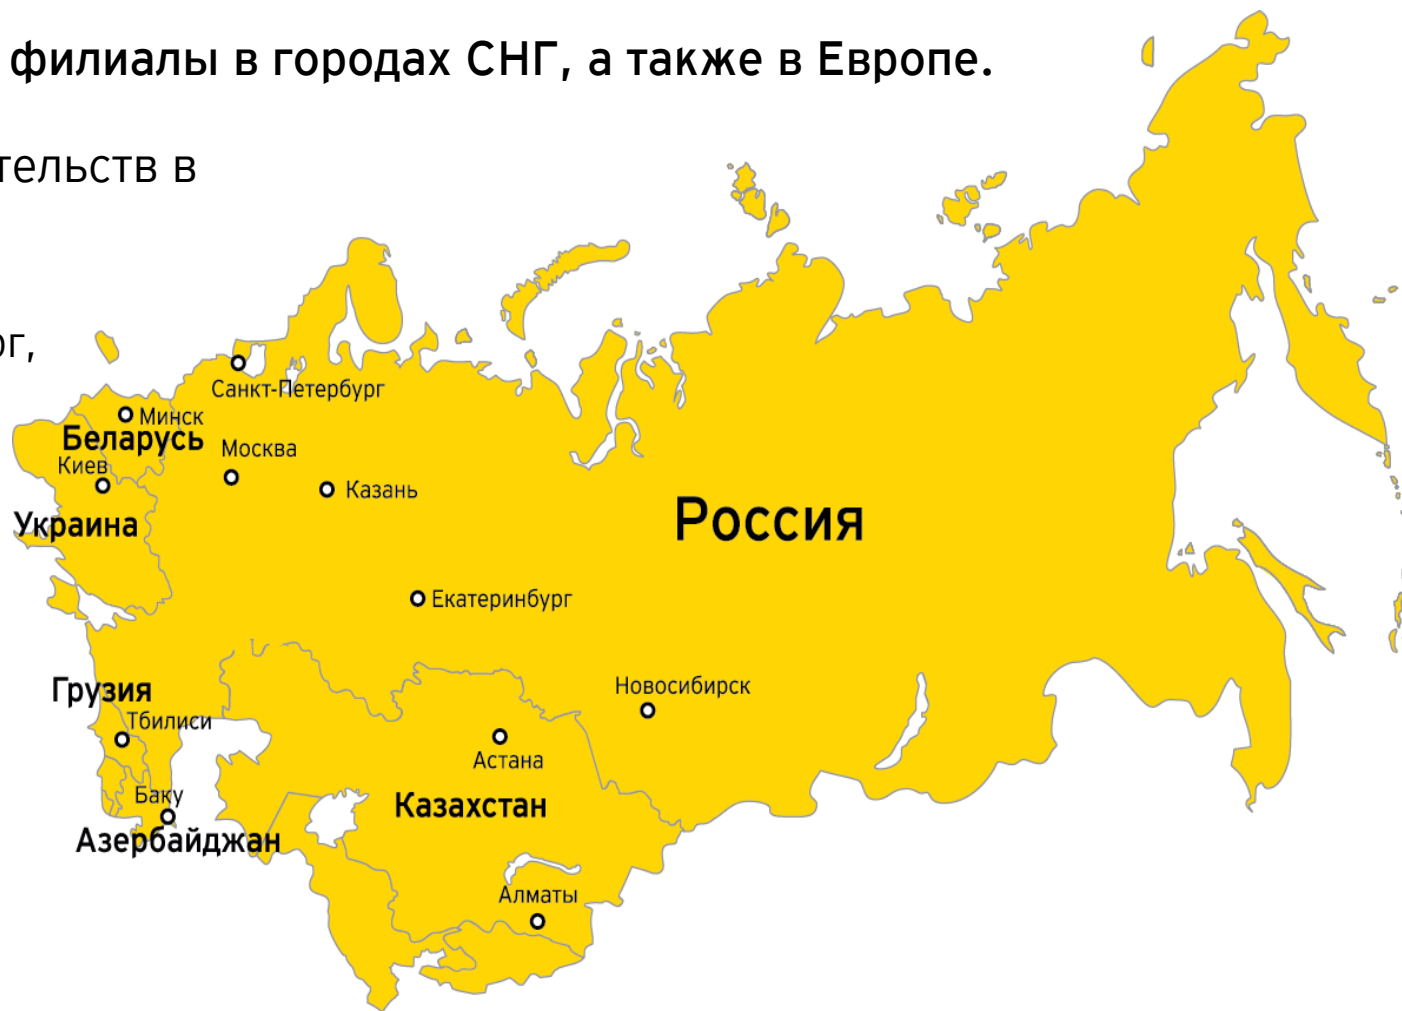 филиалы в городах СНГ, а также в Европе.
тельств в
рг,
Санкт-Петербург
Минск
Беларусь
Москва
Киев
Казань
Россия
Украина
Екатеринбург
Грузия
Новосибирск
Тбилиси
Астана
Баку
Казахстан
Азербайджан
Алматы